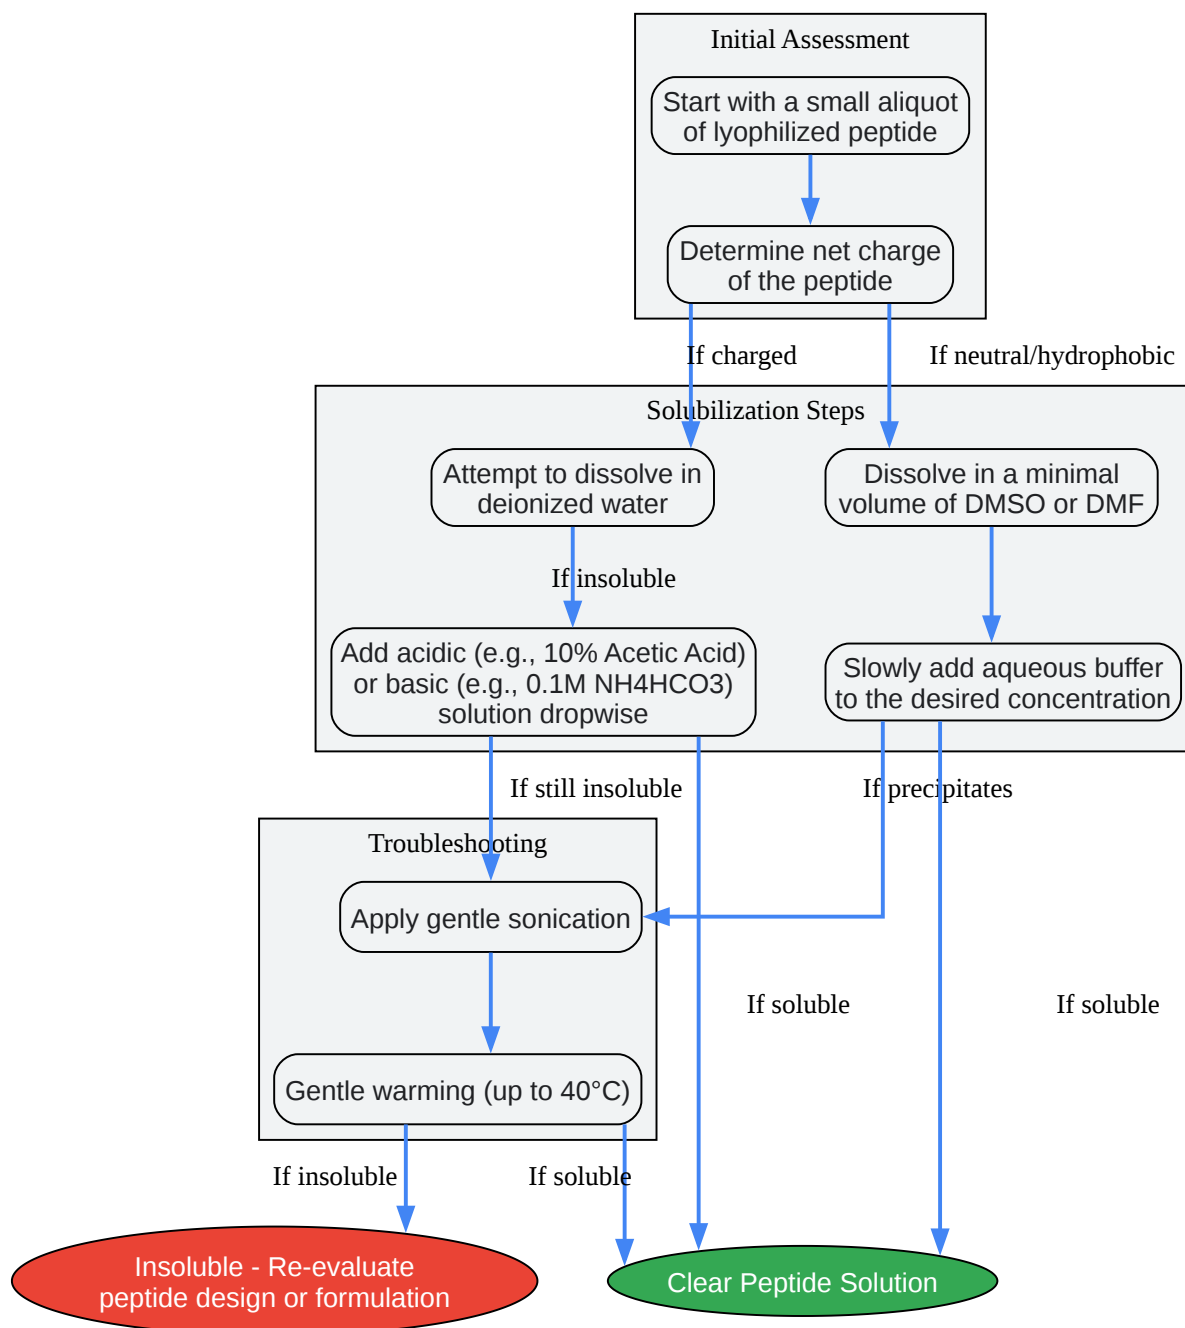 Initial Assessment
Start with a small aliquot
of lyophilized peptide
Determine net charge
of the peptide
If charged
If neutral/hydrophobic
Solubilization Steps
Attempt to dissolve in
deionized water
Dissolve in a minimal
volume of DMSO or DMF
If insoluble
Add acidic (e.g., 10% Acetic Acid)
or basic (e.g., 0.1M NH4HCO3)
solution dropwise
Slowly add aqueous buffer
to the desired concentration
If still insoluble
If precipitates
Troubleshooting
Apply gentle sonication
If soluble
If soluble
Gentle warming (up to 40°C)
If insoluble
If soluble
Insoluble - Re-evaluate
peptide design or formulation
Clear Peptide Solution